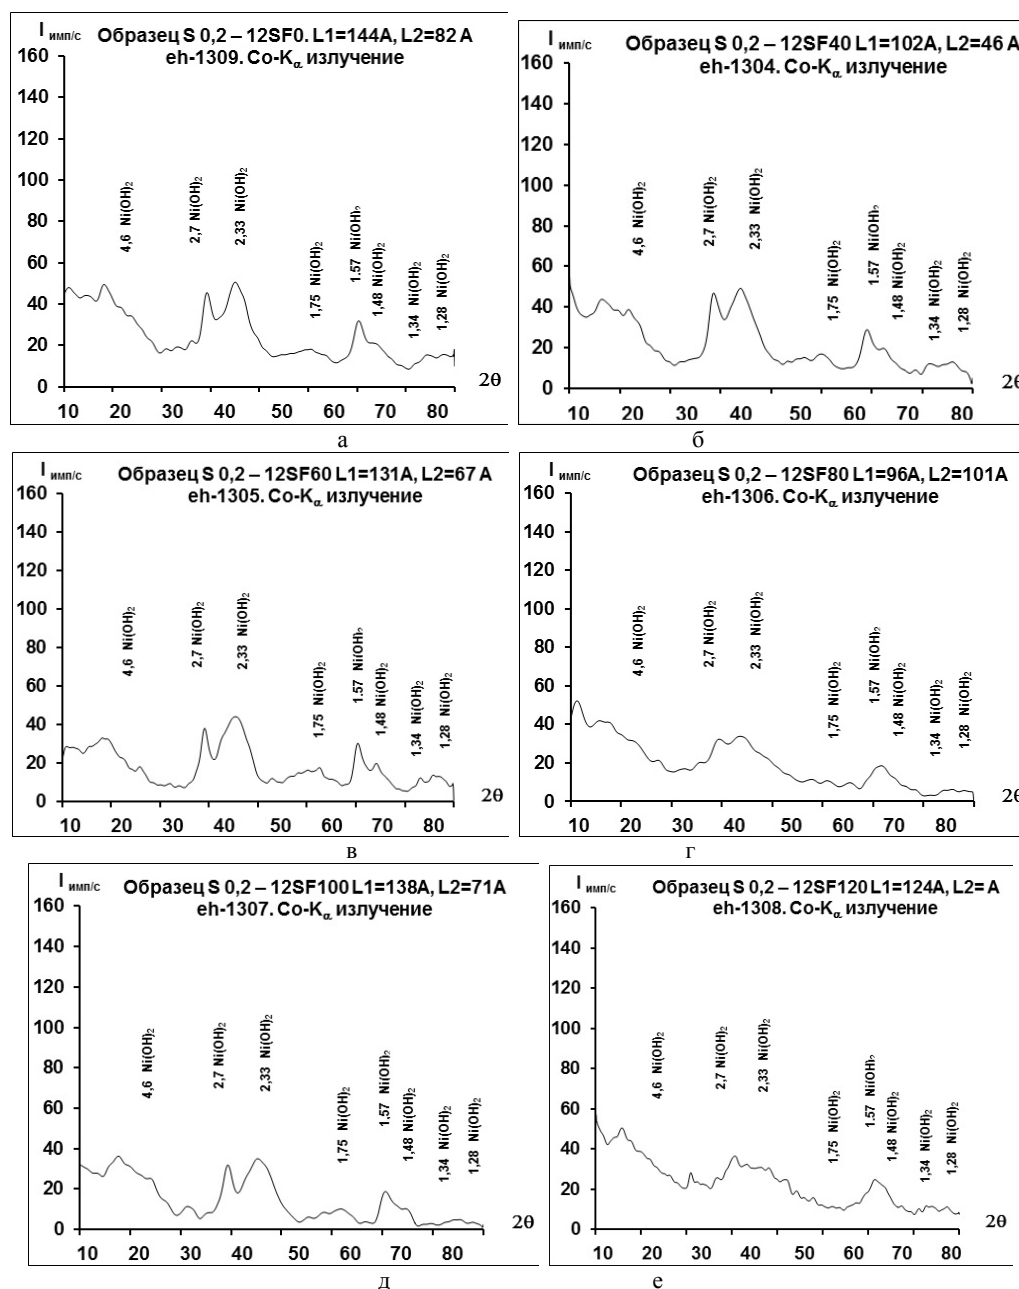 I имп/с
Образец S 0,2 – 12SF0. L1=144A, L2=82 A
eh-1309. Co-Kα излучение
160
140
120
100
80
60
40
20
0
4,6 Ni(OH)2
2,7 Ni(OH)2
2,33 Ni(OH)2
1,75 Ni(OH)2
1.57 Ni(OH)2
1,48 Ni(OH)2
1,34 Ni(OH)2
1,28 Ni(OH)2
2θ
10 20 30 40 50 60 70 80
а
I имп/с
Образец S 0,2 – 12SF40 L1=102A, L2=46 A
eh-1304. Co-Kα излучение
160
140
120
100
80
60
40
20
0
4,6 Ni(OH)2
2,7 Ni(OH)2
2,33 Ni(OH)2
1,75 Ni(OH)2
1.57 Ni(OH)2
1,48 Ni(OH)2
1,34 Ni(OH)2
1,28 Ni(OH)2
2θ
10 20 30 40 50 60 70 80
б
I имп/с
Образец S 0,2 – 12SF60 L1=131A, L2=67 A
eh-1305. Co-Kα излучение
160
140
120
100
80
60
40
20
0
4,6 Ni(OH)2
2,7 Ni(OH)2
2,33 Ni(OH)2
1,75 Ni(OH)2
1.57 Ni(OH)2
1,48 Ni(OH)2
1,34 Ni(OH)2
1,28 Ni(OH)2
2θ
10 20 30 40 50 60 70 80
в
I имп/с
Образец S 0,2 – 12SF80 L1=96A, L2=101A
eh-1306. Co-Kα излучение
160
140
120
100
80
60
40
20
0
4,6 Ni(OH)2
2,7 Ni(OH)2
2,33 Ni(OH)2
1,75 Ni(OH)2
1.57 Ni(OH)2
1,48 Ni(OH)2
1,34 Ni(OH)2
1,28 Ni(OH)2
2θ
10 20 30 40 50 60 70 80
г
I имп/с
Образец S 0,2 – 12SF100 L1=138A, L2=71A
eh-1307. Co-Kα излучение
160
140
120
100
80
60
40
20
0
4,6 Ni(OH)2
2,7 Ni(OH)2
2,33 Ni(OH)2
1,75 Ni(OH)2
1.57 Ni(OH)2
1,48 Ni(OH)2
1,34 Ni(OH)2
1,28 Ni(OH)2
2θ
10 20 30 40 50 60 70 80
д
I имп/с
Образец S 0,2 – 12SF120 L1=124A, L2= A
eh-1308. Co-Kα излучение
160
140
120
100
80
60
40
20
0
4,6 Ni(OH)2
2,7 Ni(OH)2
2,33 Ni(OH)2
1,75 Ni(OH)2
1.57 Ni(OH)2
1,48 Ni(OH)2
1,34 Ni(OH)2
1,28 Ni(OH)2
2θ
10 20 30 40 50 60 70 80
е